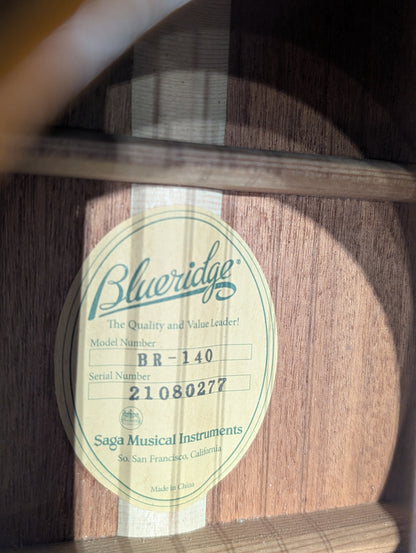 Blueridge®
The Quality and Value Leader!
Model Number
BR-140
Serial Number
21080277
Saga Musical Instruments
So. San Francisco, California
Made in China